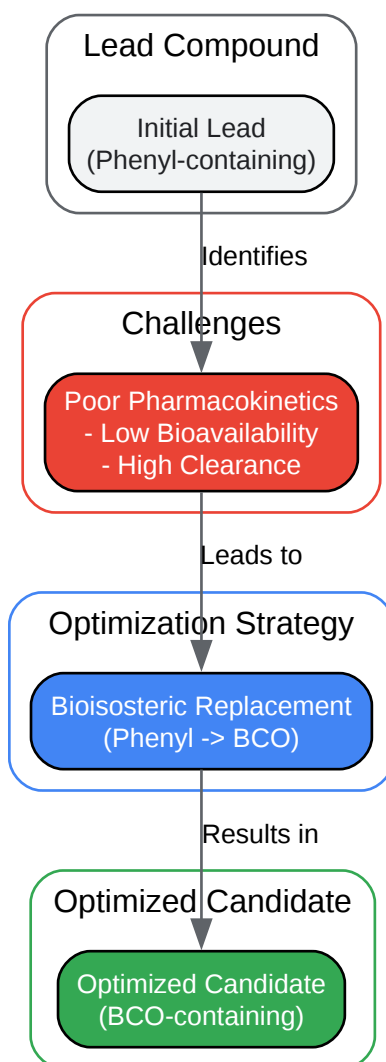 Lead Compound
Initial Lead
(Phenyl-containing)
Identifies
Challenges
Poor Pharmacokinetics
- Low Bioavailability
- High Clearance
Leads to
Optimization Strategy
Bioisosteric Replacement
(Phenyl -> BCO)
Results in
Optimized Candidate
Optimized Candidate
(BCO-containing)